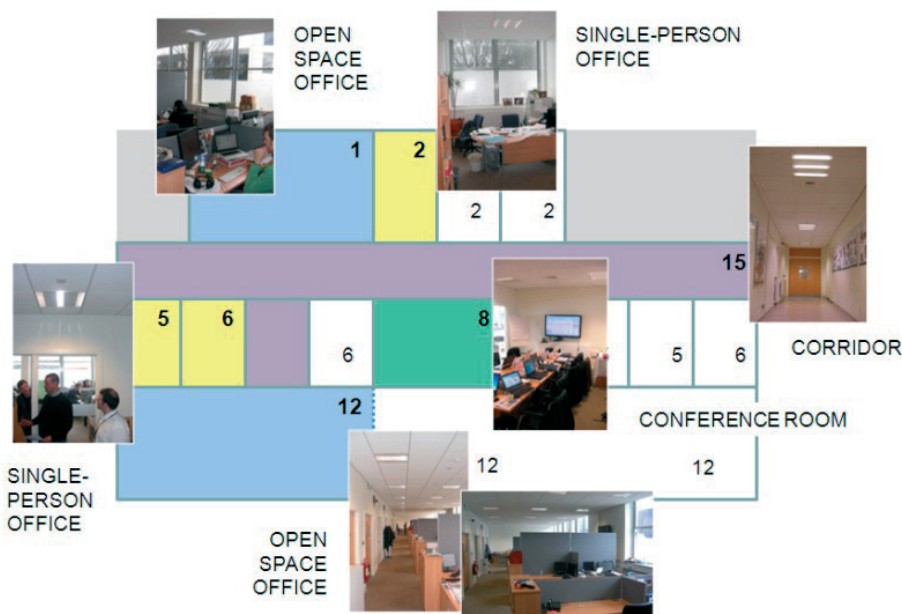 OPEN
SPACE
OFFICE
SINGLE-PERSON
OFFICE
1
2
2
2
15
5
6
6
8
5
6
CORRIDOR
12
CONFERENCE ROOM
12
12
SINGLE-
PERSON
OFFICE
OPEN
SPACE
OFFICE